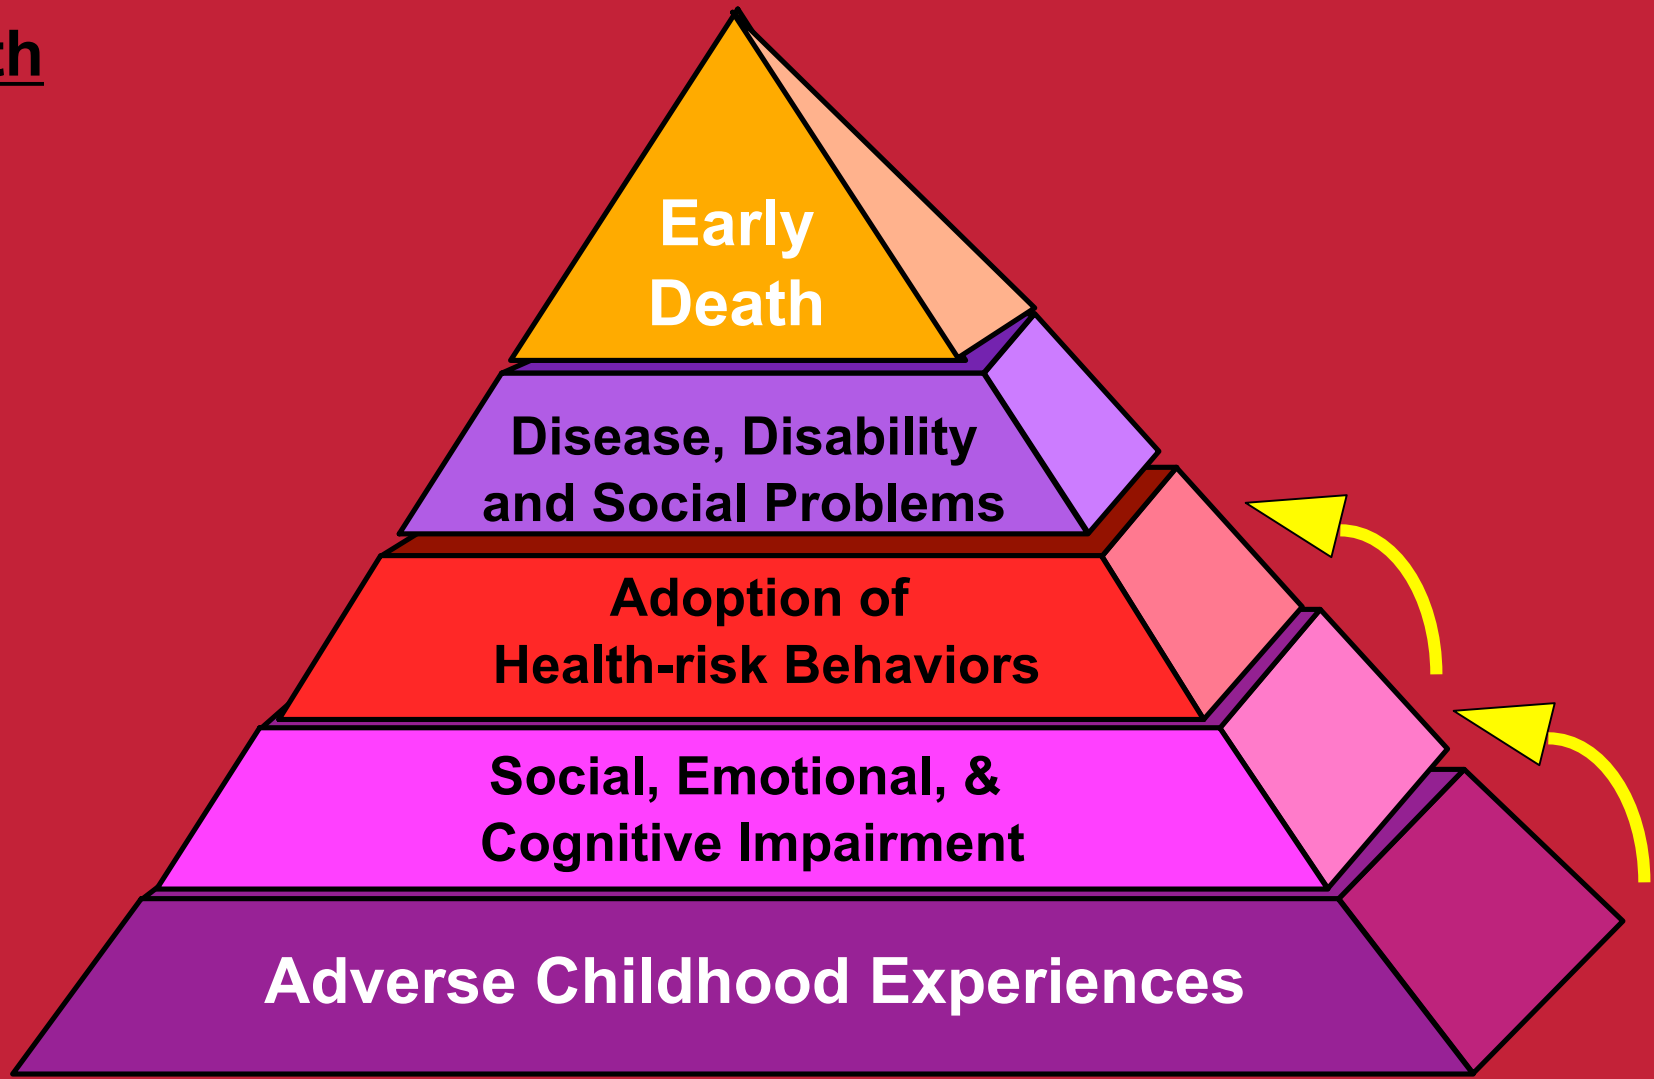 Early
Death
Disease, Disability
and Social Problems
Adoption of
Health-risk Behaviors
Social, Emotional, &
Cognitive Impairment
Adverse Childhood Experiences